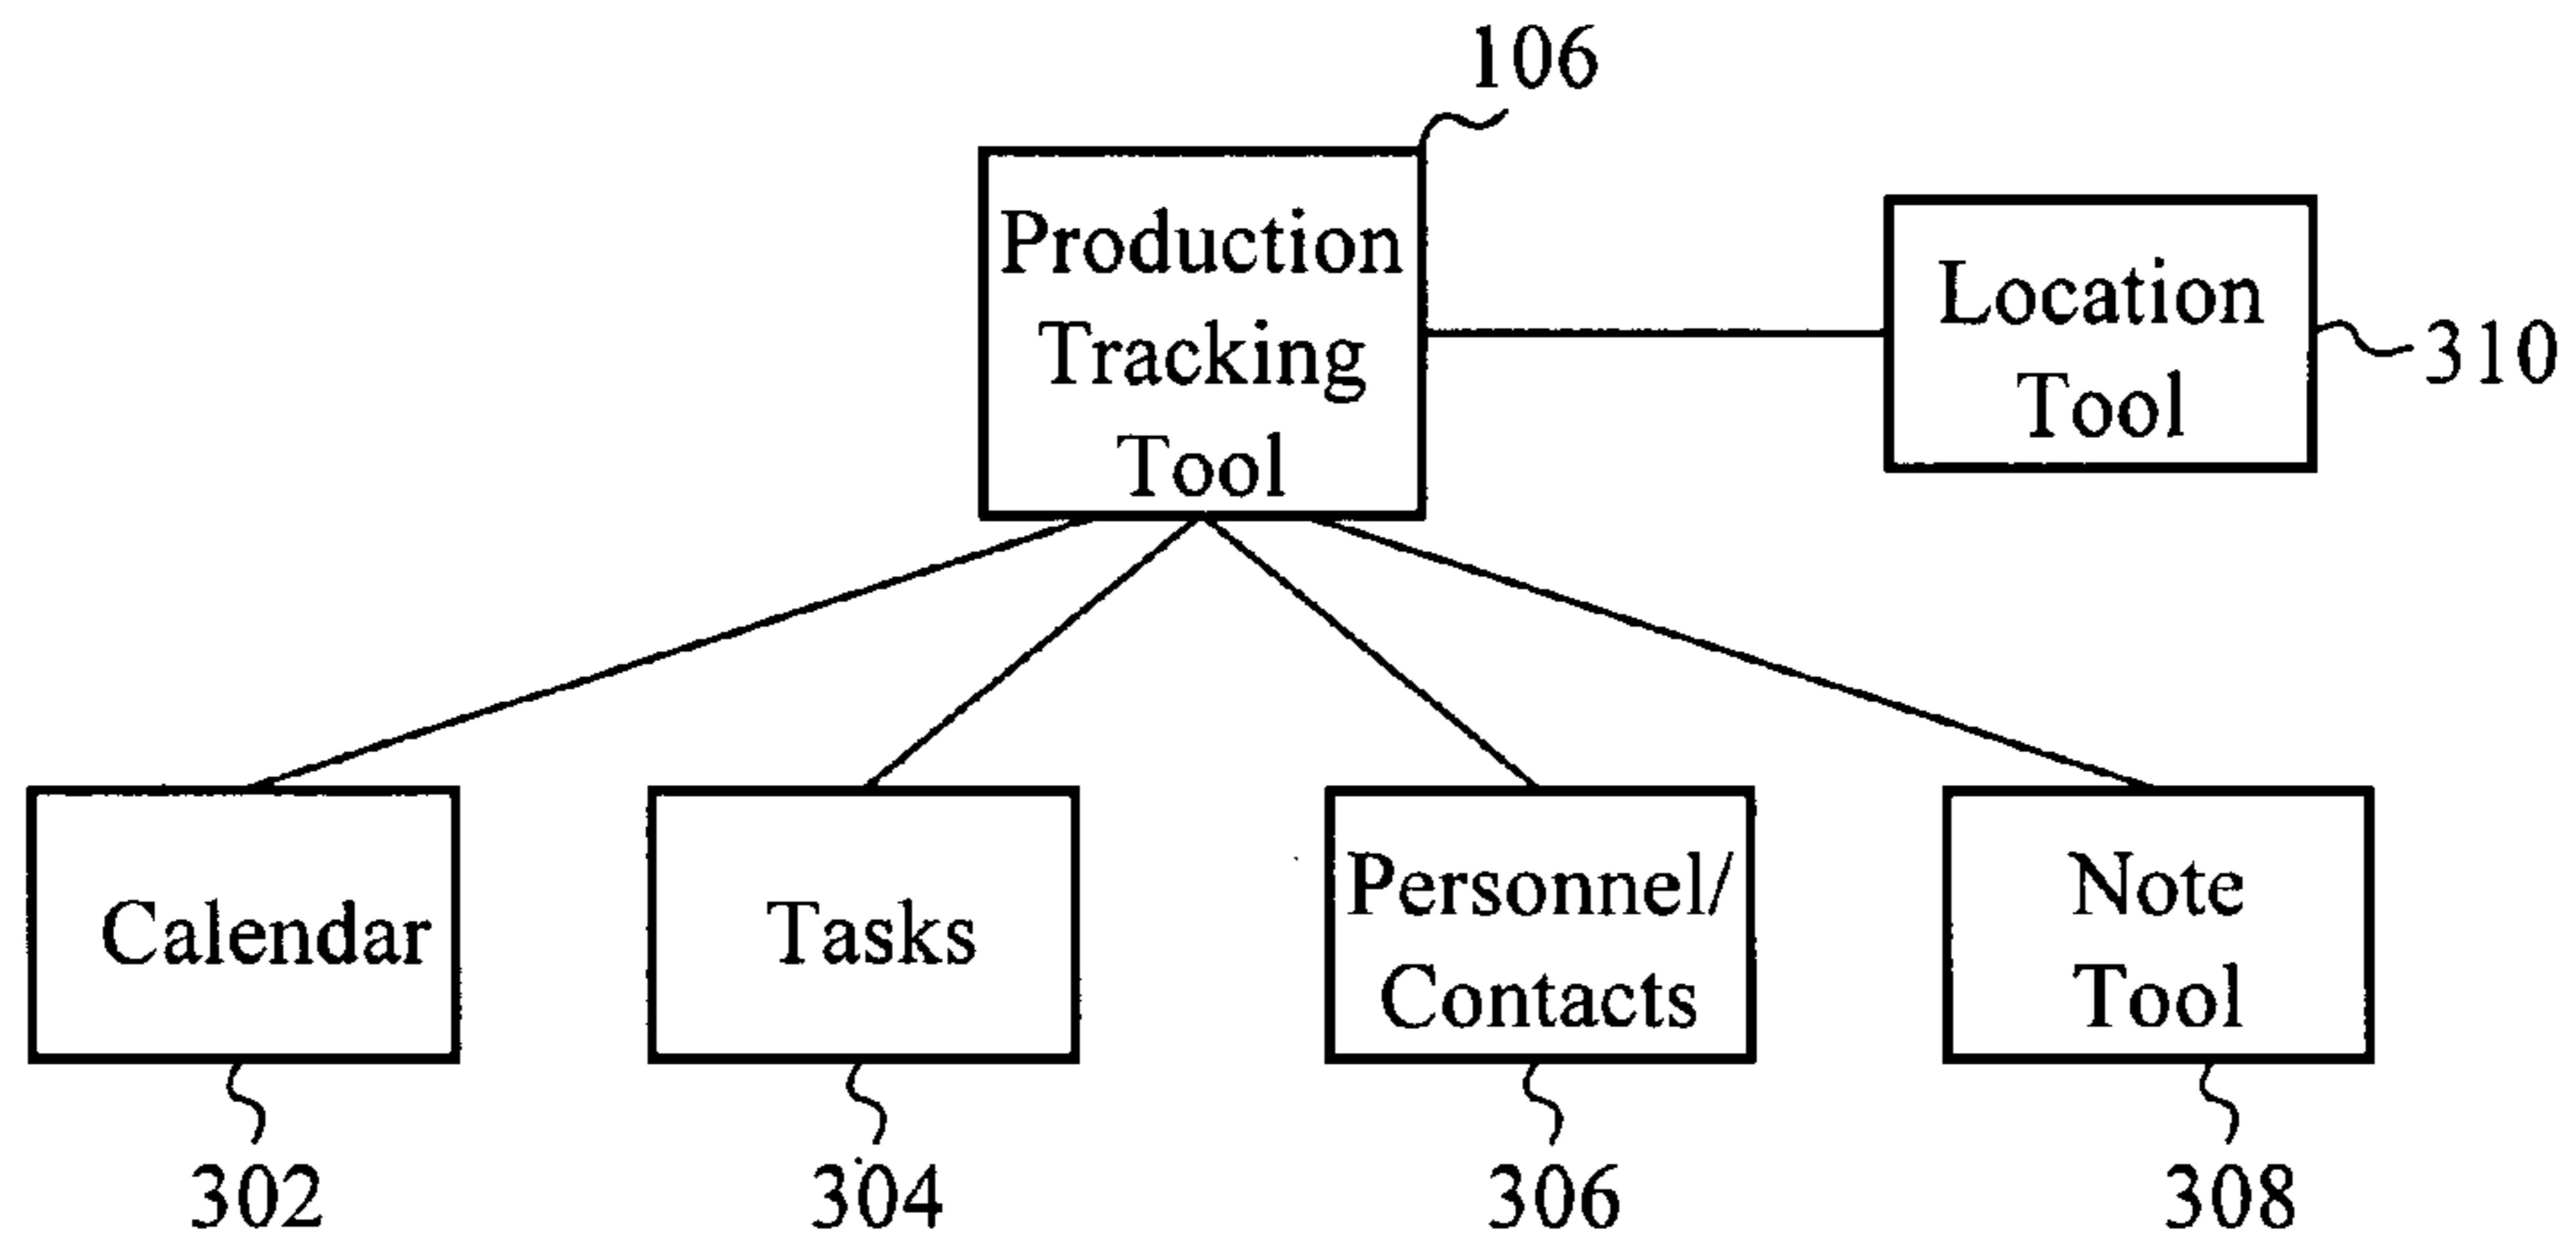 106
Production
Tracking
Tool
Location
Tool
310
Calendar
Tasks
Personnel/
Contacts
Note
Tool
302
304
306
308